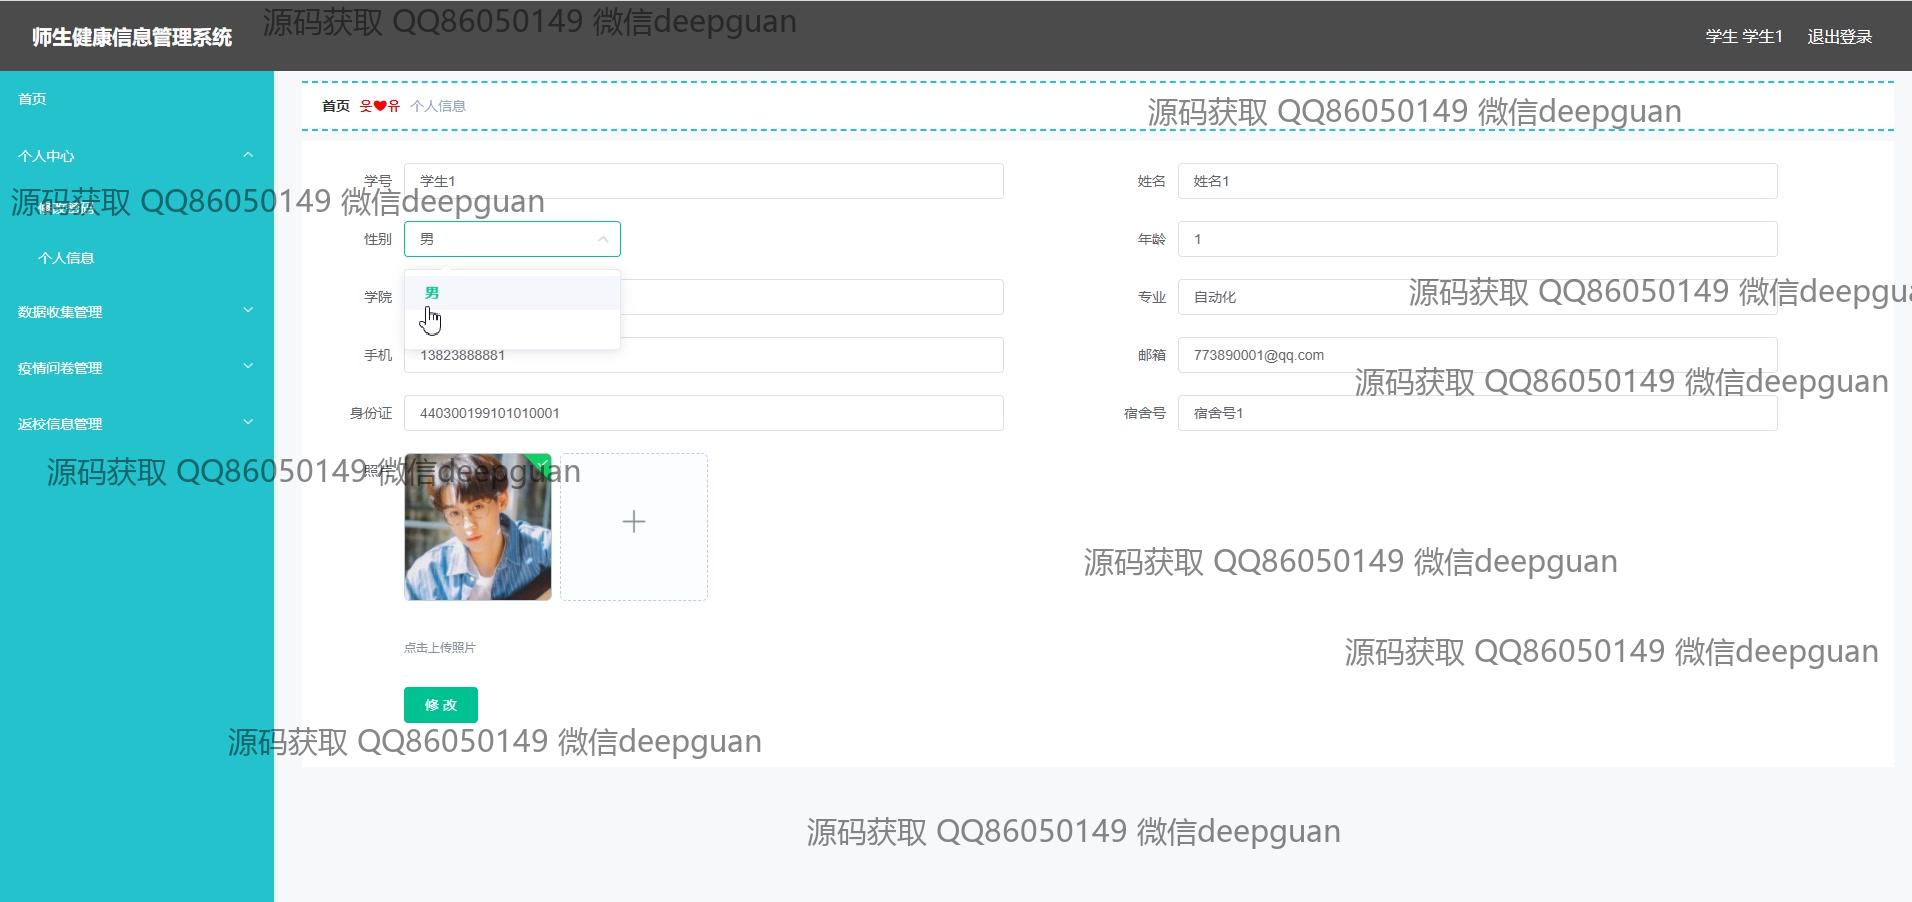 师生健康信息管理系统
源码获取 QQ86050149 微信deepguan
学生 学生1
退出登录
首页
个人中心
源码获取 QQ86050149 微信deepguan
修改密码
个人信息
数据收集管理
疫情问卷管理
返校信息管理
首页 웃❤유 个人信息
源码获取 QQ86050149 微信deepguan
学号 学生1
姓名 姓名1
性别 男
年龄 1
男
学院
专业 自动化
源码获取 QQ86050149 微信deepgua
手机 13823888881
邮箱 773890001@qq.com
源码获取 QQ86050149 微信deepguan
身份证 440300199101010001
宿舍号 宿舍号1
照片
源码获取 QQ86050149 微信deepguan
源码获取 QQ86050149 微信deepguan
点击上传照片
源码获取 QQ86050149 微信deepguan
修改
源码获取 QQ86050149 微信deepguan
源码获取 QQ86050149 微信deepguan